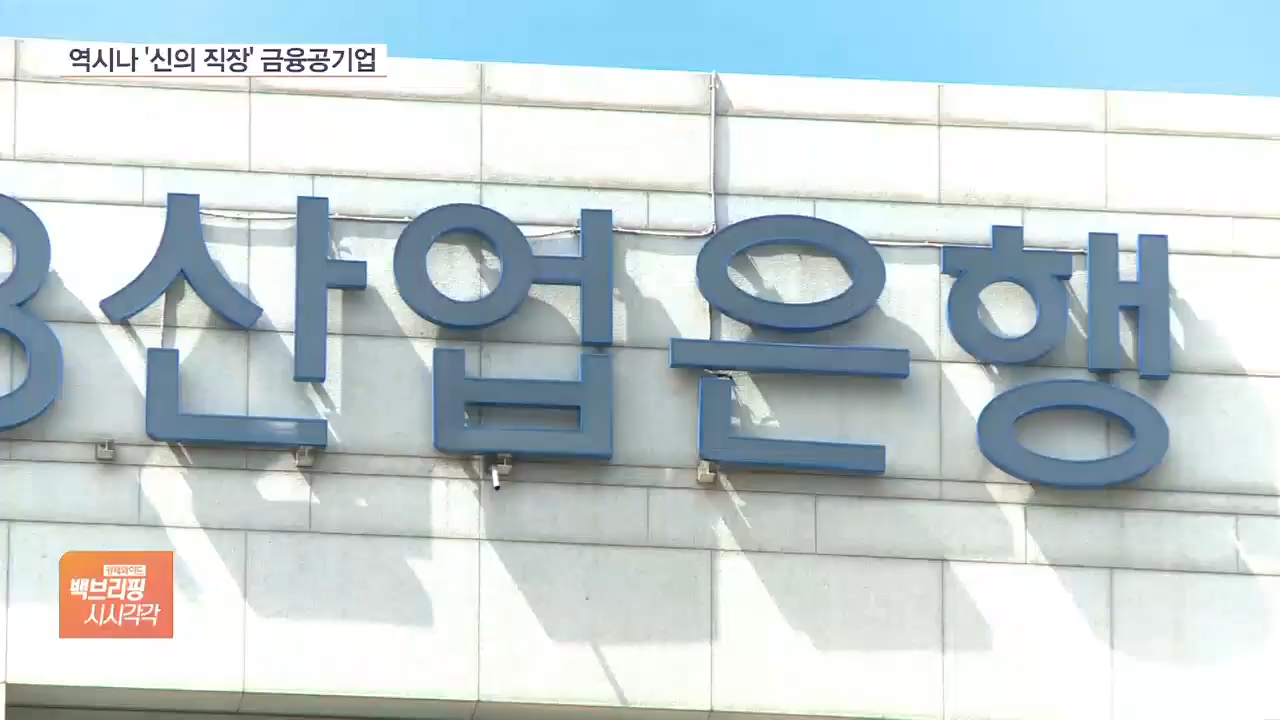 역시나 '신의 직장' 금융공기업
산업은행
경제와이드
백브리핑
시시각각